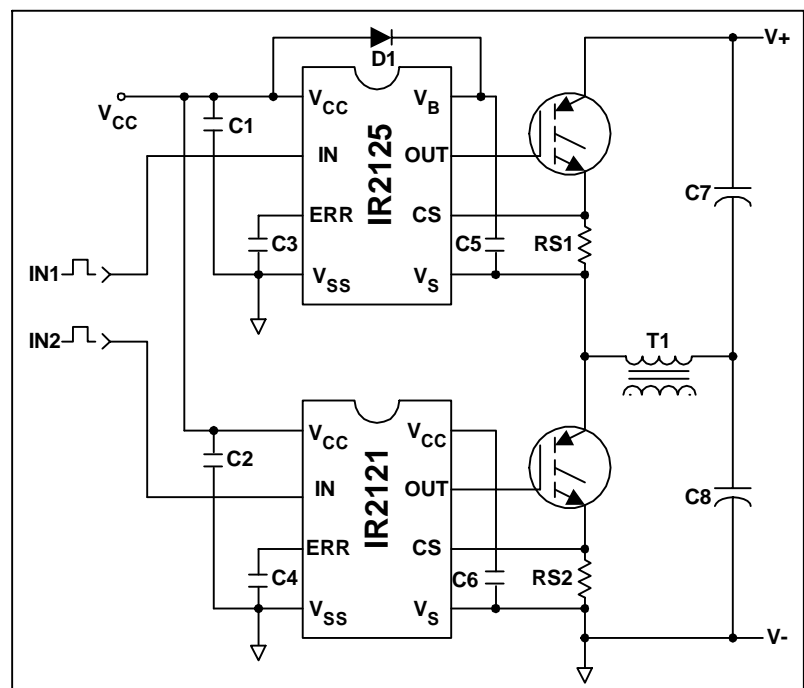 V+
D1
VCC
C1
VCC
VB
IN
OUT
IR2125
C7
ERR
CS
C3
C5
RS1
IN1
VSS
VS
IN2
T1
VCC
VCC
C2
IN
OUT
IR2121
C8
ERR
CS
C4
C6
RS2
VSS
VS
V-